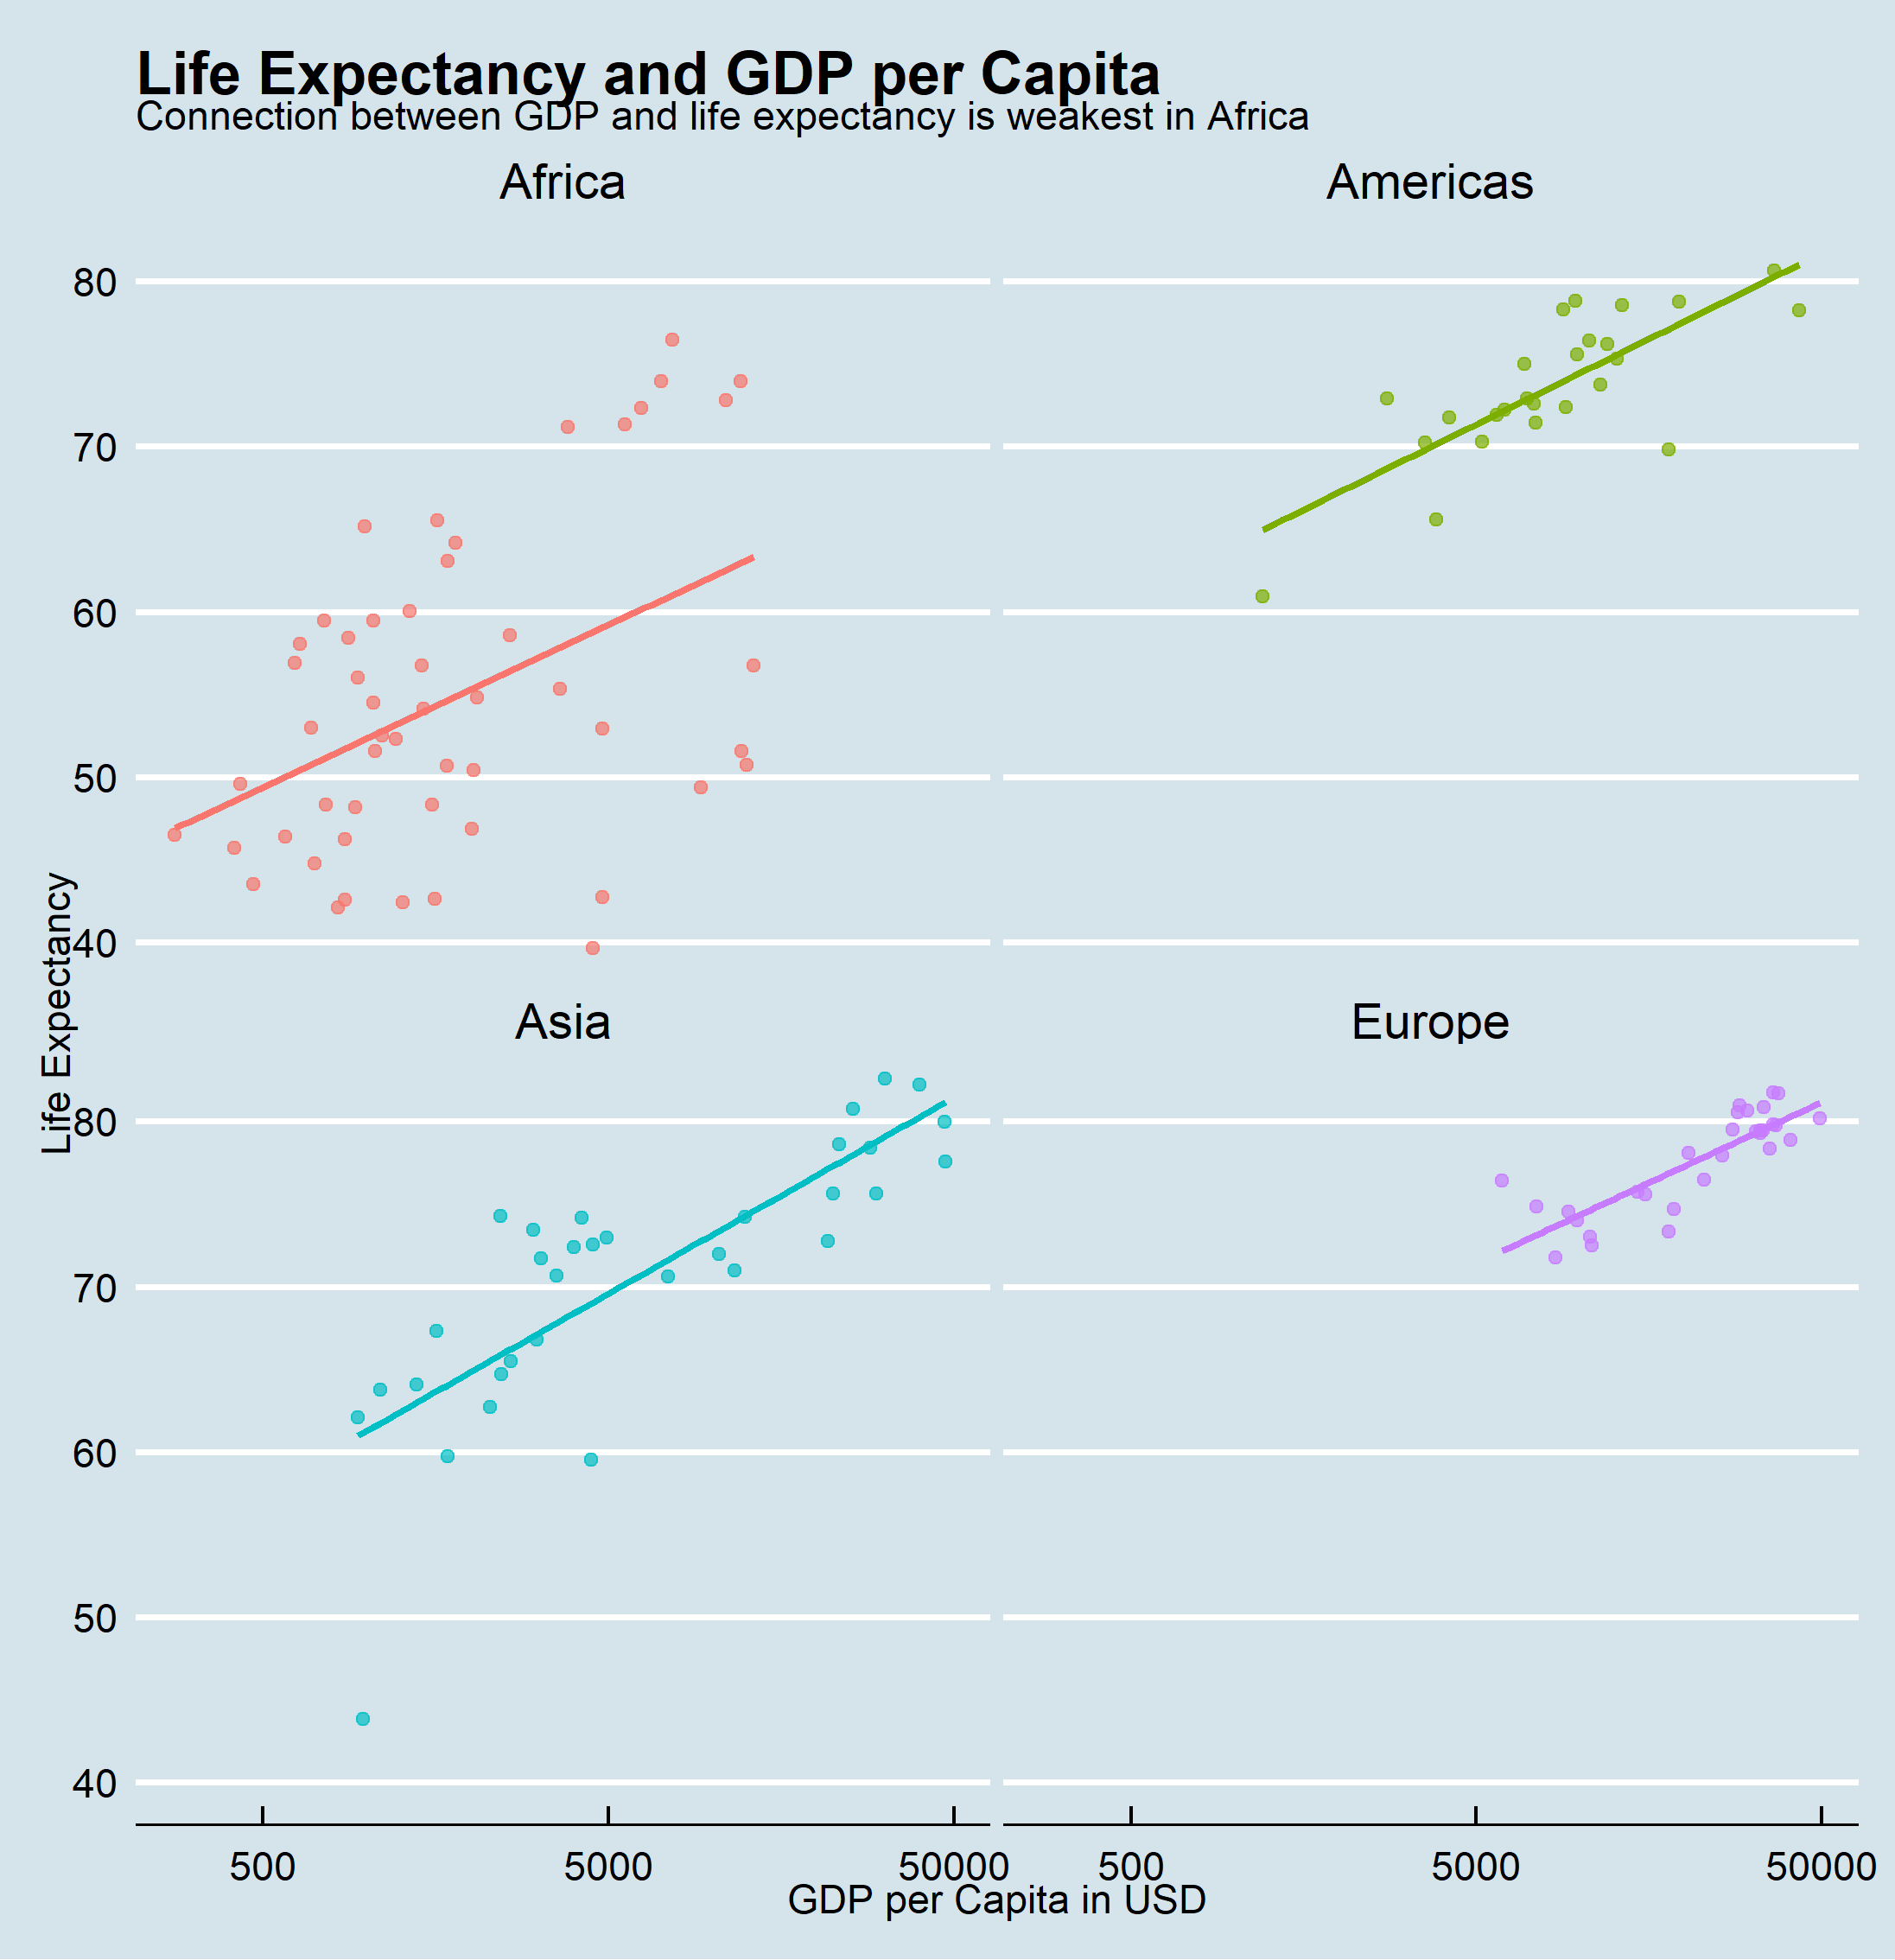 Life Expectancy and GDP per Capita
Connection between GDP and life expectancy is weakest in Africa
Africa
Americas
80
70
60
50
40
Life Expectancy
Asia
Europe
80
70
60
50
40
500
5000
50000
500
5000
50000
GDP per Capita in USD